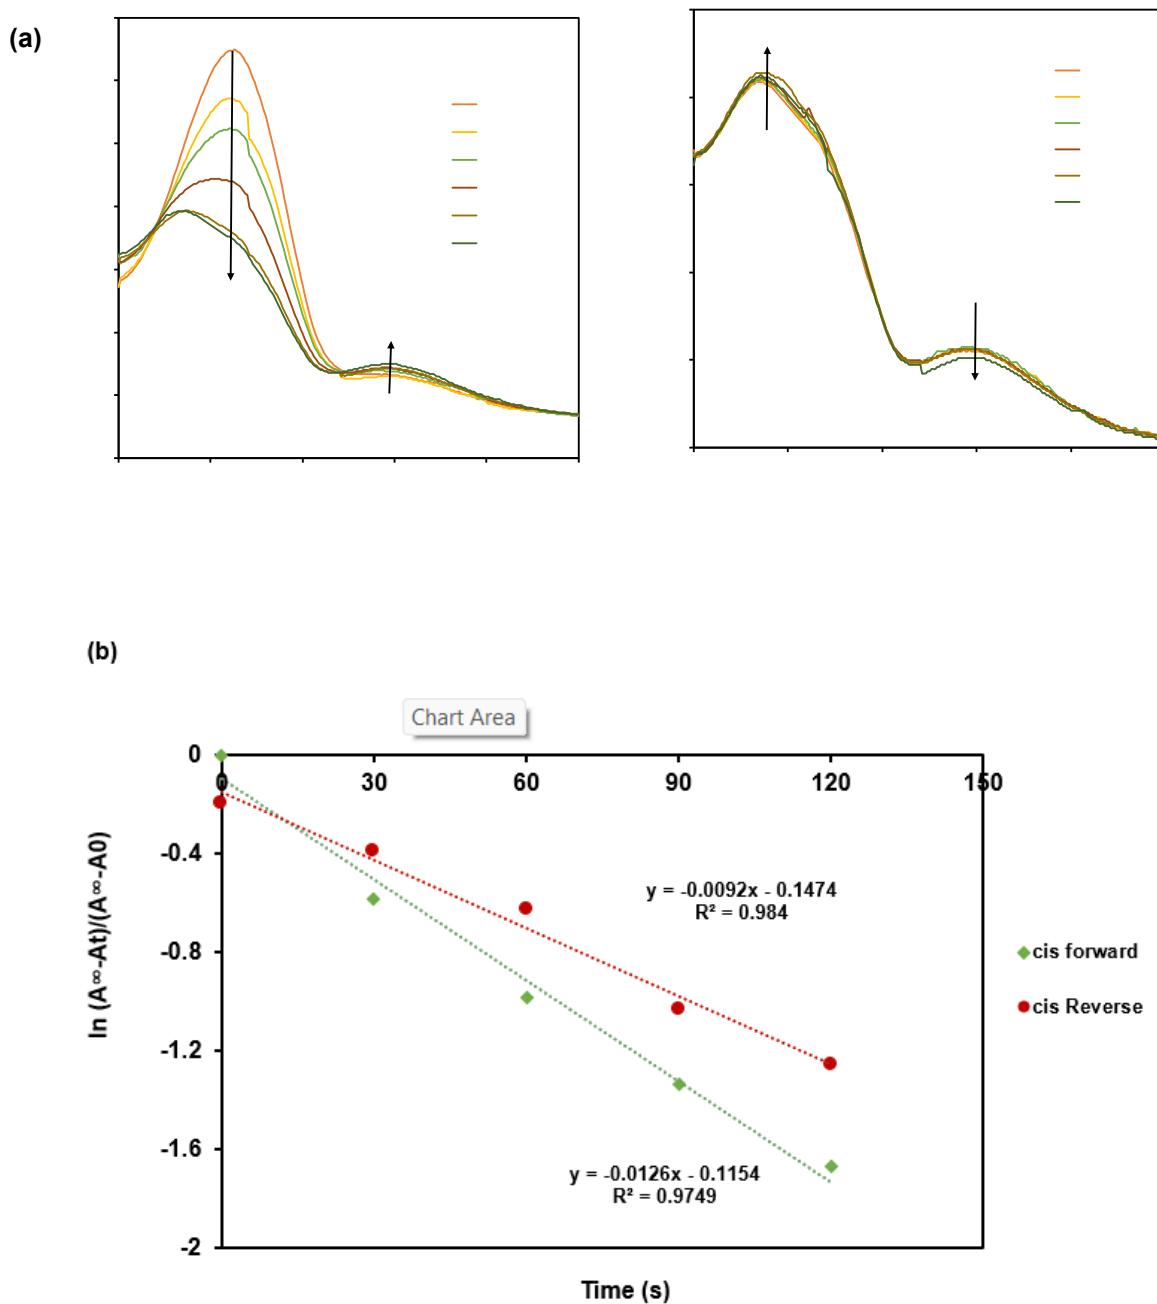 (a)
(b)
Chart Area
0
0 30 60 90 120 150
-0.4
-0.8
-1.2
-1.6
-2
ln (A∞-At)/(A∞-A0)
y = -0.0092x - 0.1474
R² = 0.984
y = -0.0126x - 0.1154
R² = 0.9749
cis forward
cis Reverse
Time (s)